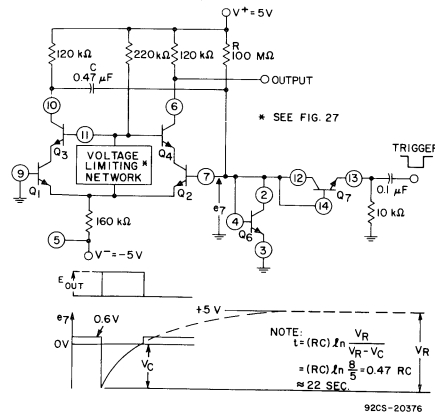 V+=5V
120 kΩ
220kΩ
120 kΩ
R
100 MΩ
C
0.47 µF
OUTPUT
10
6
* SEE FIG. 27
11
Q3
Q4
VOLTAGE *
LIMITING
NETWORK
TRIGGER
9
Q1
Q2
7
2
12
13
Q7
0.1 µF
e7
4
Q6
14
10 kΩ
160 kΩ
3
5
V-=-5V
EOUT
e7
0.6V
+5V
0V
VC
NOTE:
t=(RC) ln VR
VR-VC
=(RC) ln 8/5=0.47 RC
≈22 SEC.
VR
92CS-20376